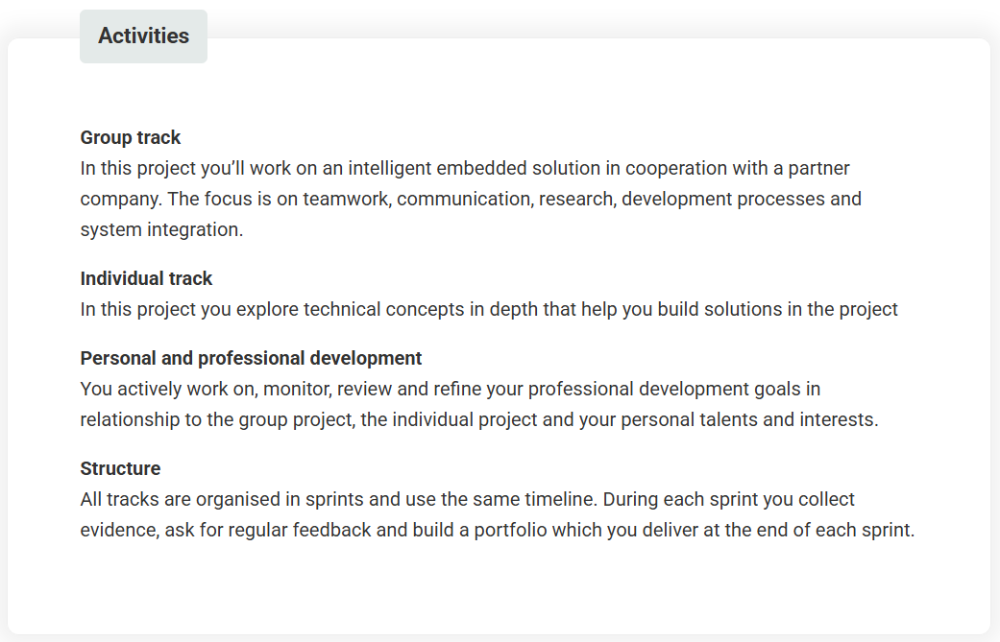 Activities
Group track
In this project you’ll work on an intelligent embedded solution in cooperation with a partner
company. The focus is on teamwork, communication, research, development processes and
system integration.
Individual track
In this project you explore technical concepts in depth that help you build solutions in the project
Personal and professional development
You actively work on, monitor, review and refine your professional development goals in
relationship to the group project, the individual project and your personal talents and interests.
Structure
All tracks are organised in sprints and use the same timeline. During each sprint you collect
evidence, ask for regular feedback and build a portfolio which you deliver at the end of each sprint.